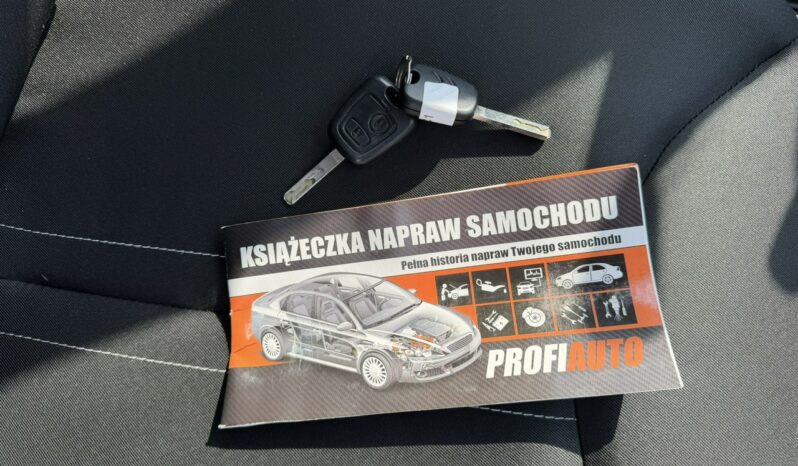 KSIĄŻECZKA NAPRAW SAMOCHODU
Pełna historia napraw Twojego samochodu
PROFIAUTO